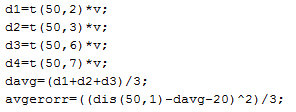 d1=t(50,2)*v;
d2=t(50,3)*v;
d3=t(50,6)*v;
d4=t(50,7)*v;
davg=(d1+d2+d3)/3;
avgerorr=((dis(50,1)-davg-20)^2)/3;